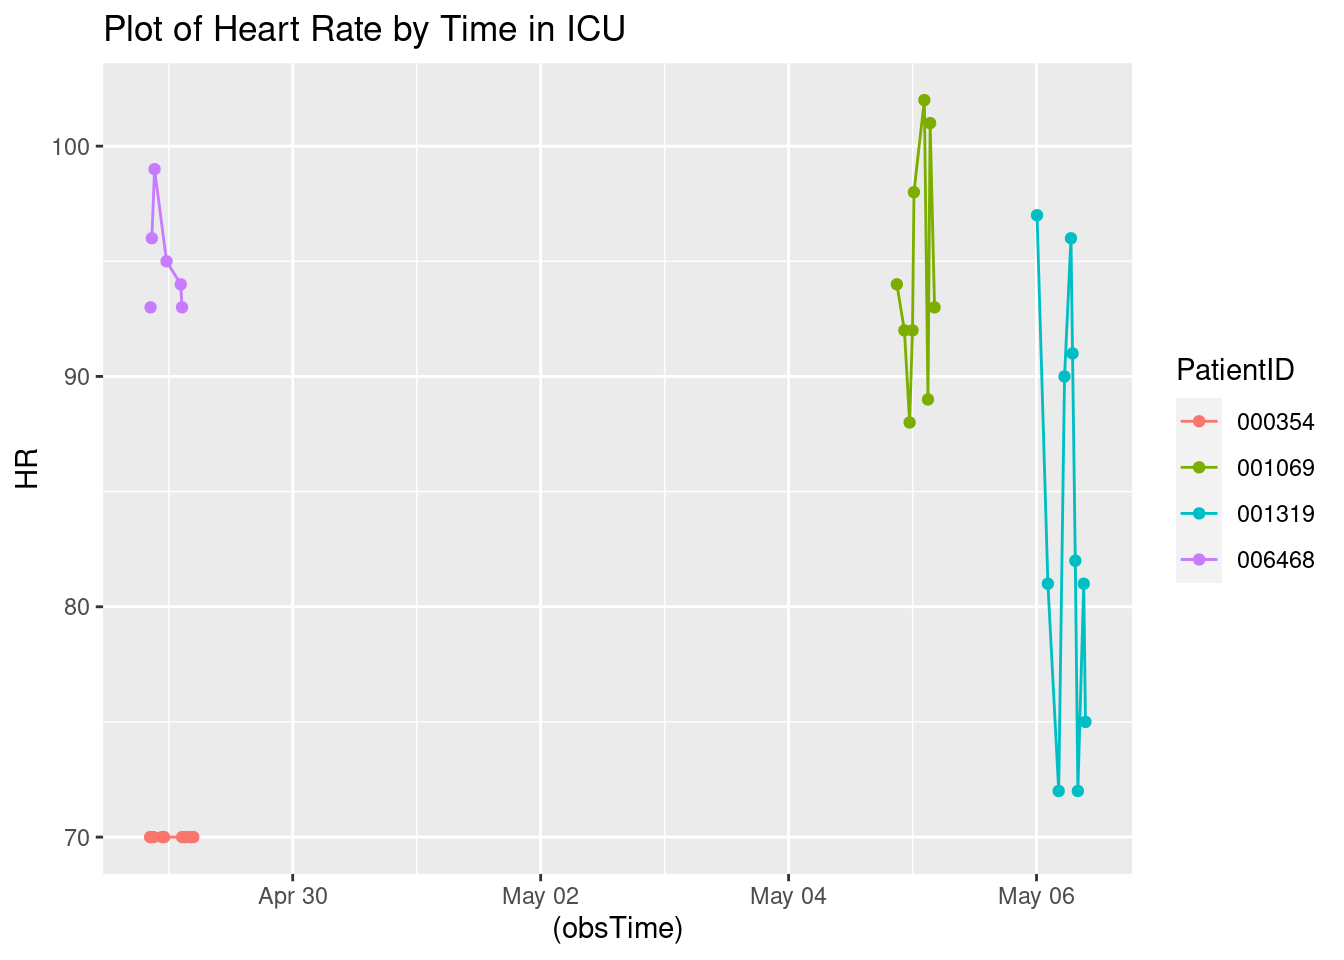 Plot of Heart Rate by Time in ICU
100
90
80
70
HR
Apr 30
May 02
May 04
May 06
(obsTime)
PatientID
000354
001069
001319
006468